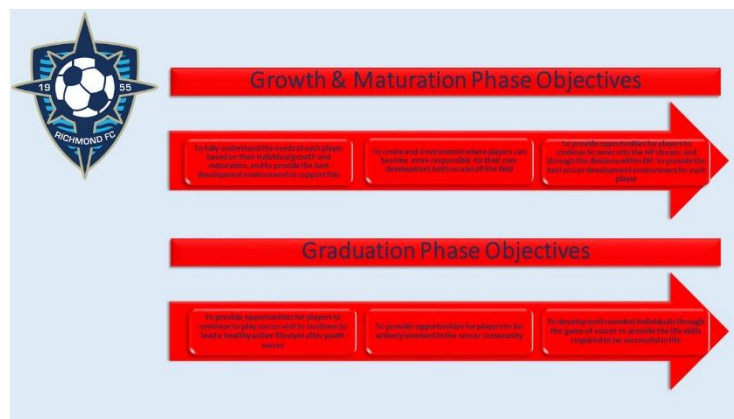 19 55
RICHMOND FC
Growth & Maturation Phase Objectives
To fully understand the needs of each player
based on their individual growth and
maturation, and to provide the best
development environment to support this
To create and environment where players can
become more responsible for their own
development both on and off the field
To provide opportunities for players to
continue to move into the HP stream, and
through the divisions within RFC to provide the
best soccer development environment for each
player
Graduation Phase Objectives
To provide opportunities for players to
continue to play soccer and to continue to
lead a healthy active lifestyle after youth
soccer
To provide opportunities for players to be
actively involved in the soccer community
To develop well rounded individuals through
the game of soccer to provide the life skills
required to be successful in life